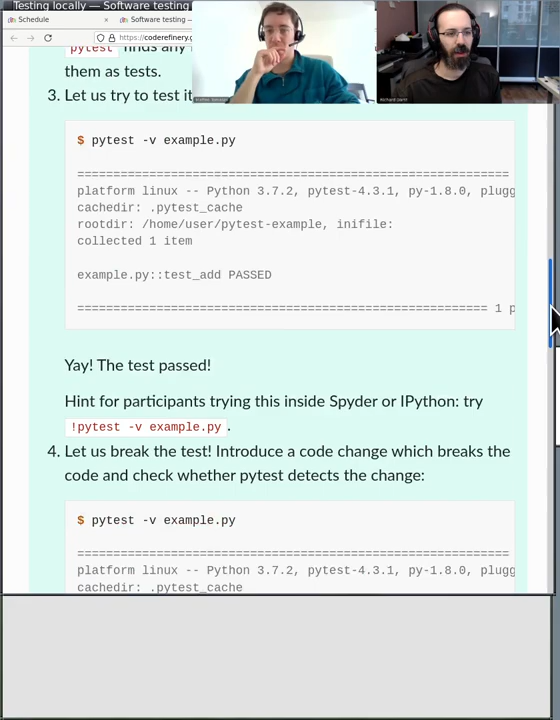 Testing locally — Software testing
Schedule × Software testing —
https://coderefinery.g
pytest finds any
them as tests.
3. Let us try to test it
$ pytest -v example.py
============================================================
platform linux -- Python 3.7.2, pytest-4.3.1, py-1.8.0, plugg
cachedir: .pytest_cache
rootdir: /home/user/pytest-example, inifile:
collected 1 item
example.py::test_add PASSED
========================================================= 1 p
Yay! The test passed!
Hint for participants trying this inside Spyder or IPython: try
!pytest -v example.py .
4. Let us break the test! Introduce a code change which breaks the
code and check whether pytest detects the change:
$ pytest -v example.py
============================================================
platform linux -- Python 3.7.2, pytest-4.3.1, py-1.8.0, plugg
cachedir: .pytest_cache